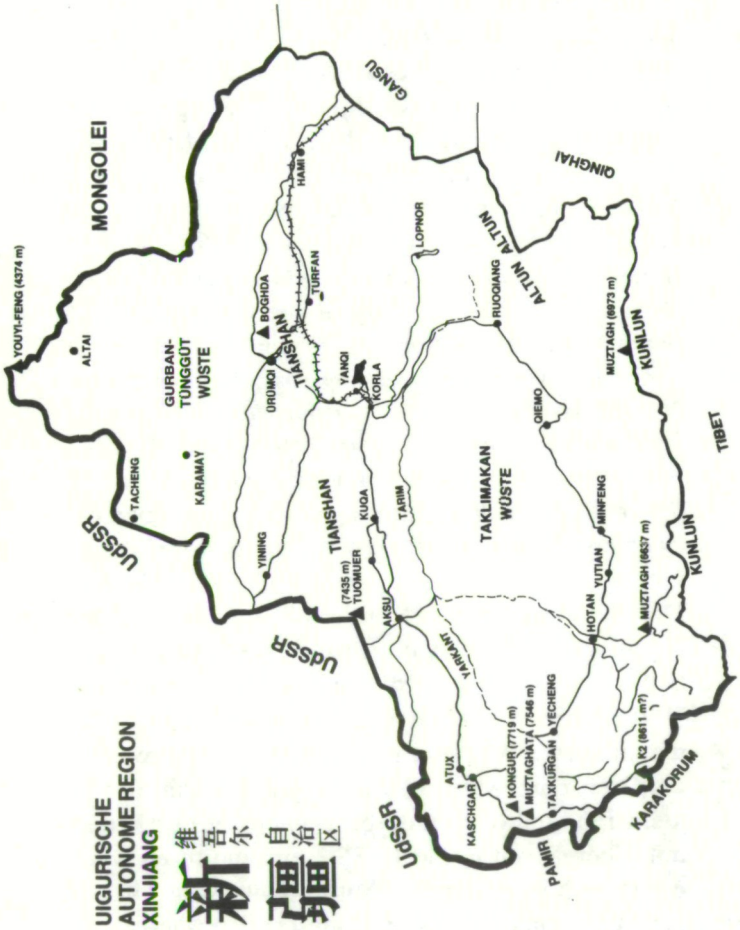 UIGURISCHE
AUTONOME REGION
XINJIANG
新疆
维吾尔
自治区
YOUYI-FENG (4374 m)
MONGOLEI
ALTAI
GURBAN-
TÜNGGÜT
WÜSTE
TACHENG
KARAMAY
UdSSR
YINING
ÜRÜMQI
BOGHDA
TIANSHAN
TURFAN
HAMI
GANSU
UdSSR
TIANSHAN
(7435 m)
TUOMUER
AKSU
KUQA
YANQI
KORLA
TARIM
LOPNOR
QINGHAI
ALTUN
ALTUN
UdSSR
ATUX
KASCHGAR
YARKANT
TAKLIMAKAN
WÜSTE
RUOQIANG
QIEMO
MINFENG
YUTIAN
HOTAN
KONGUR (7719 m)
MUZTAGHATA (7546 m)
TAXKURGAN
YECHENG
PAMIR
K2 (8611 m?)
KARAKORUM
MUZTAGH (6637 m)
KUNLUN
MUZTAGH (6973 m)
KUNLUN
TIBET